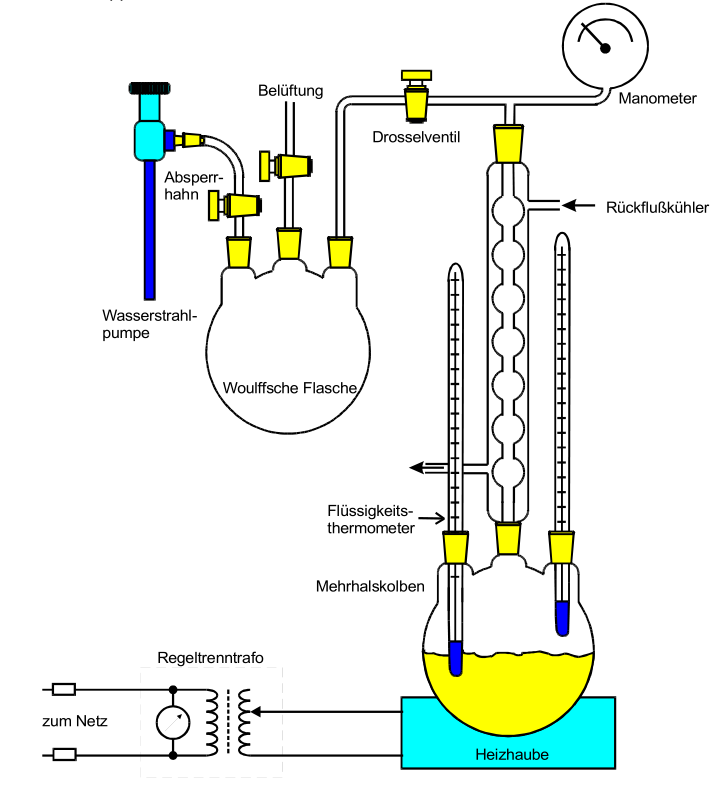 Belüftung
Manometer
Drosselventil
Absperr-
hahn
Rückflußkühler
Wasserstrahl-
pumpe
Woulffsche Flasche
Flüssigkeits-
thermometer
Mehrhalskolben
Regeltrenntrafo
zum Netz
Heizhaube